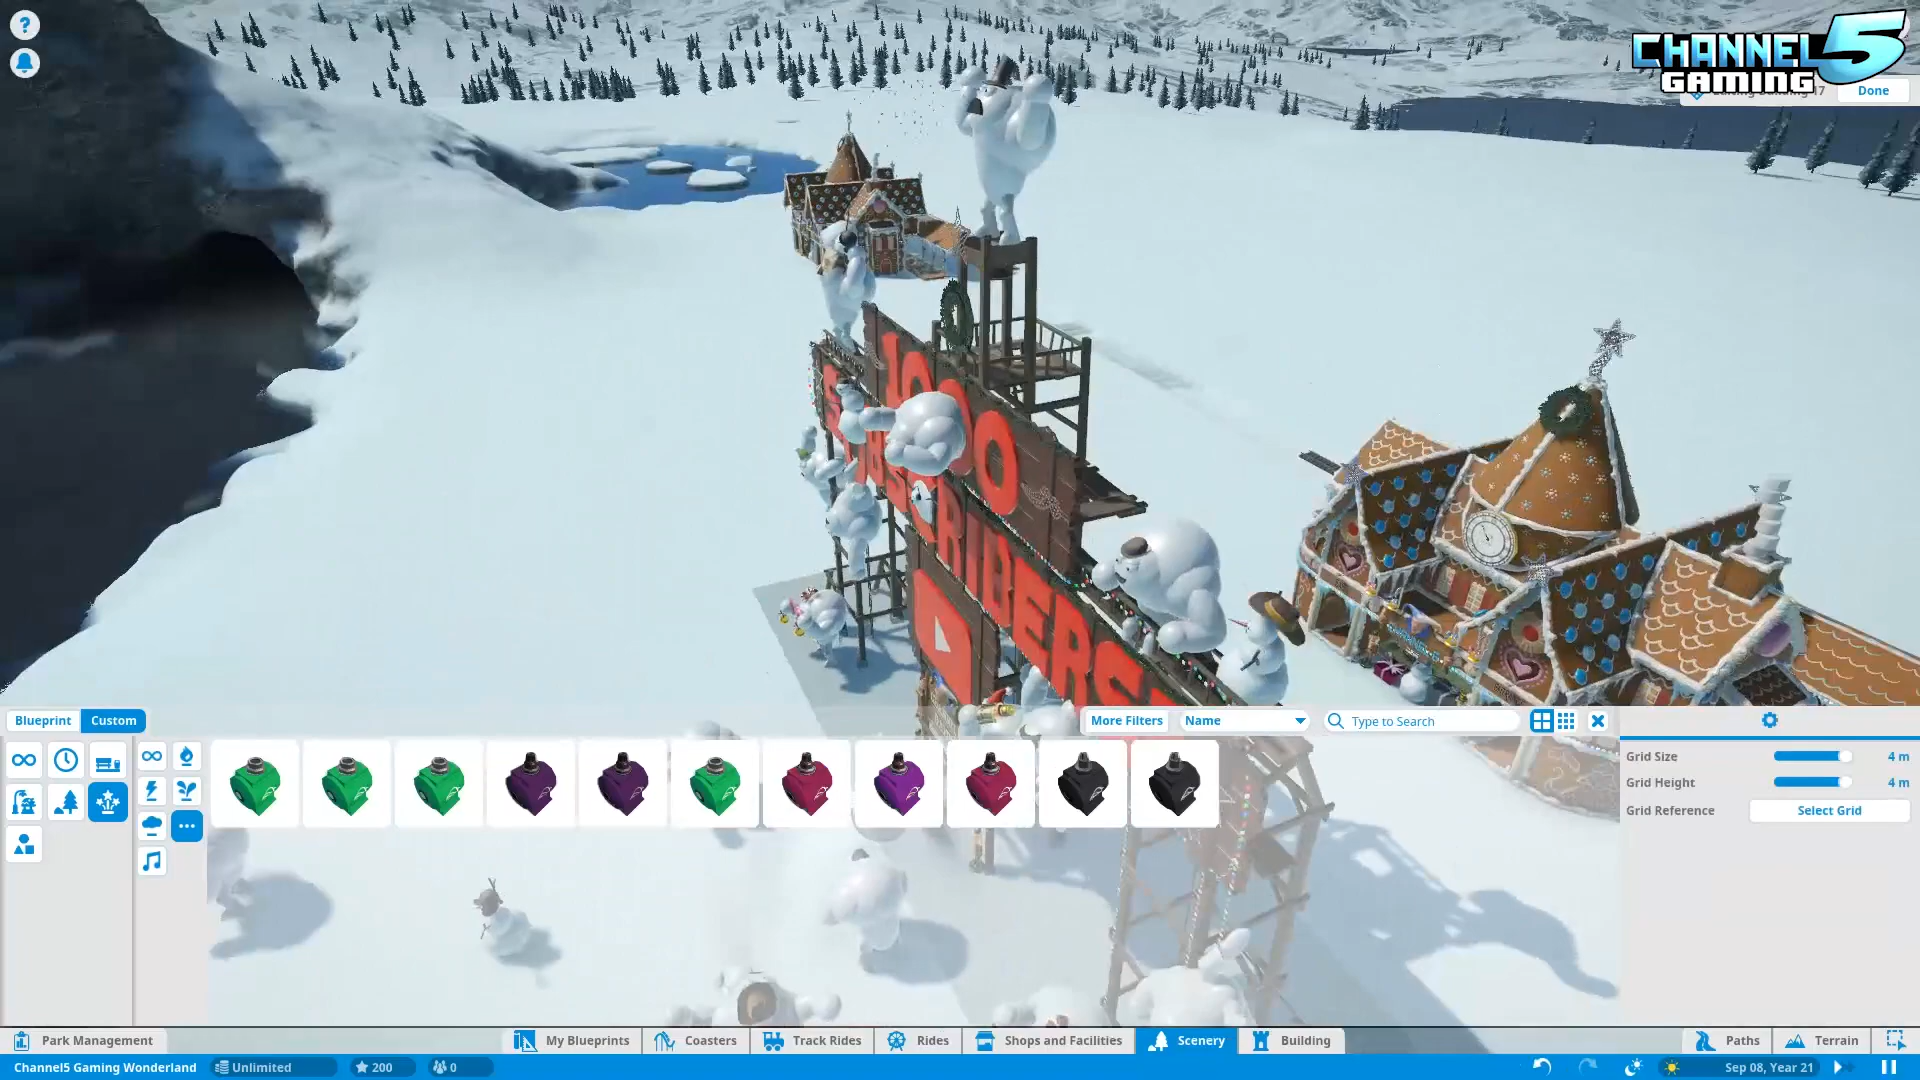 CHANNEL 5
GAMING
17
Done
1000
SUBSCRIBERS
Blueprint
Custom
More Filters
Name
Type to Search
Grid Size
4 m
Grid Height
4 m
Grid Reference
Select Grid
Park Management
My Blueprints
Coasters
Track Rides
Rides
Shops and Facilities
Scenery
Building
Paths
Terrain
Channel5 Gaming Wonderland
Unlimited
200
0
Sep 08, Year 21